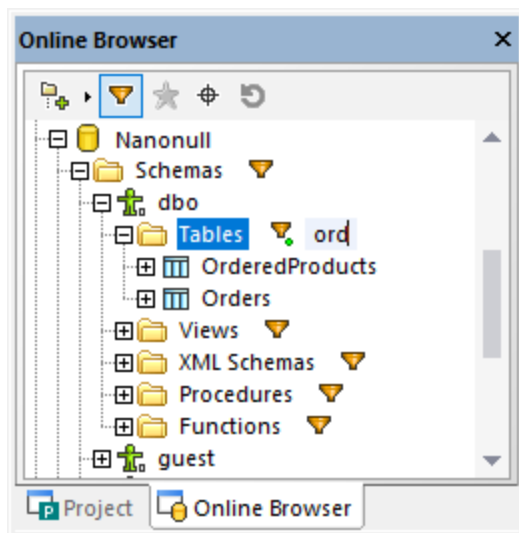 Online Browser
Nanonull
Schemas
dbo
Tables ord
OrderedProducts
Orders
Views
XML Schemas
Procedures
Functions
guest
Project Online Browser